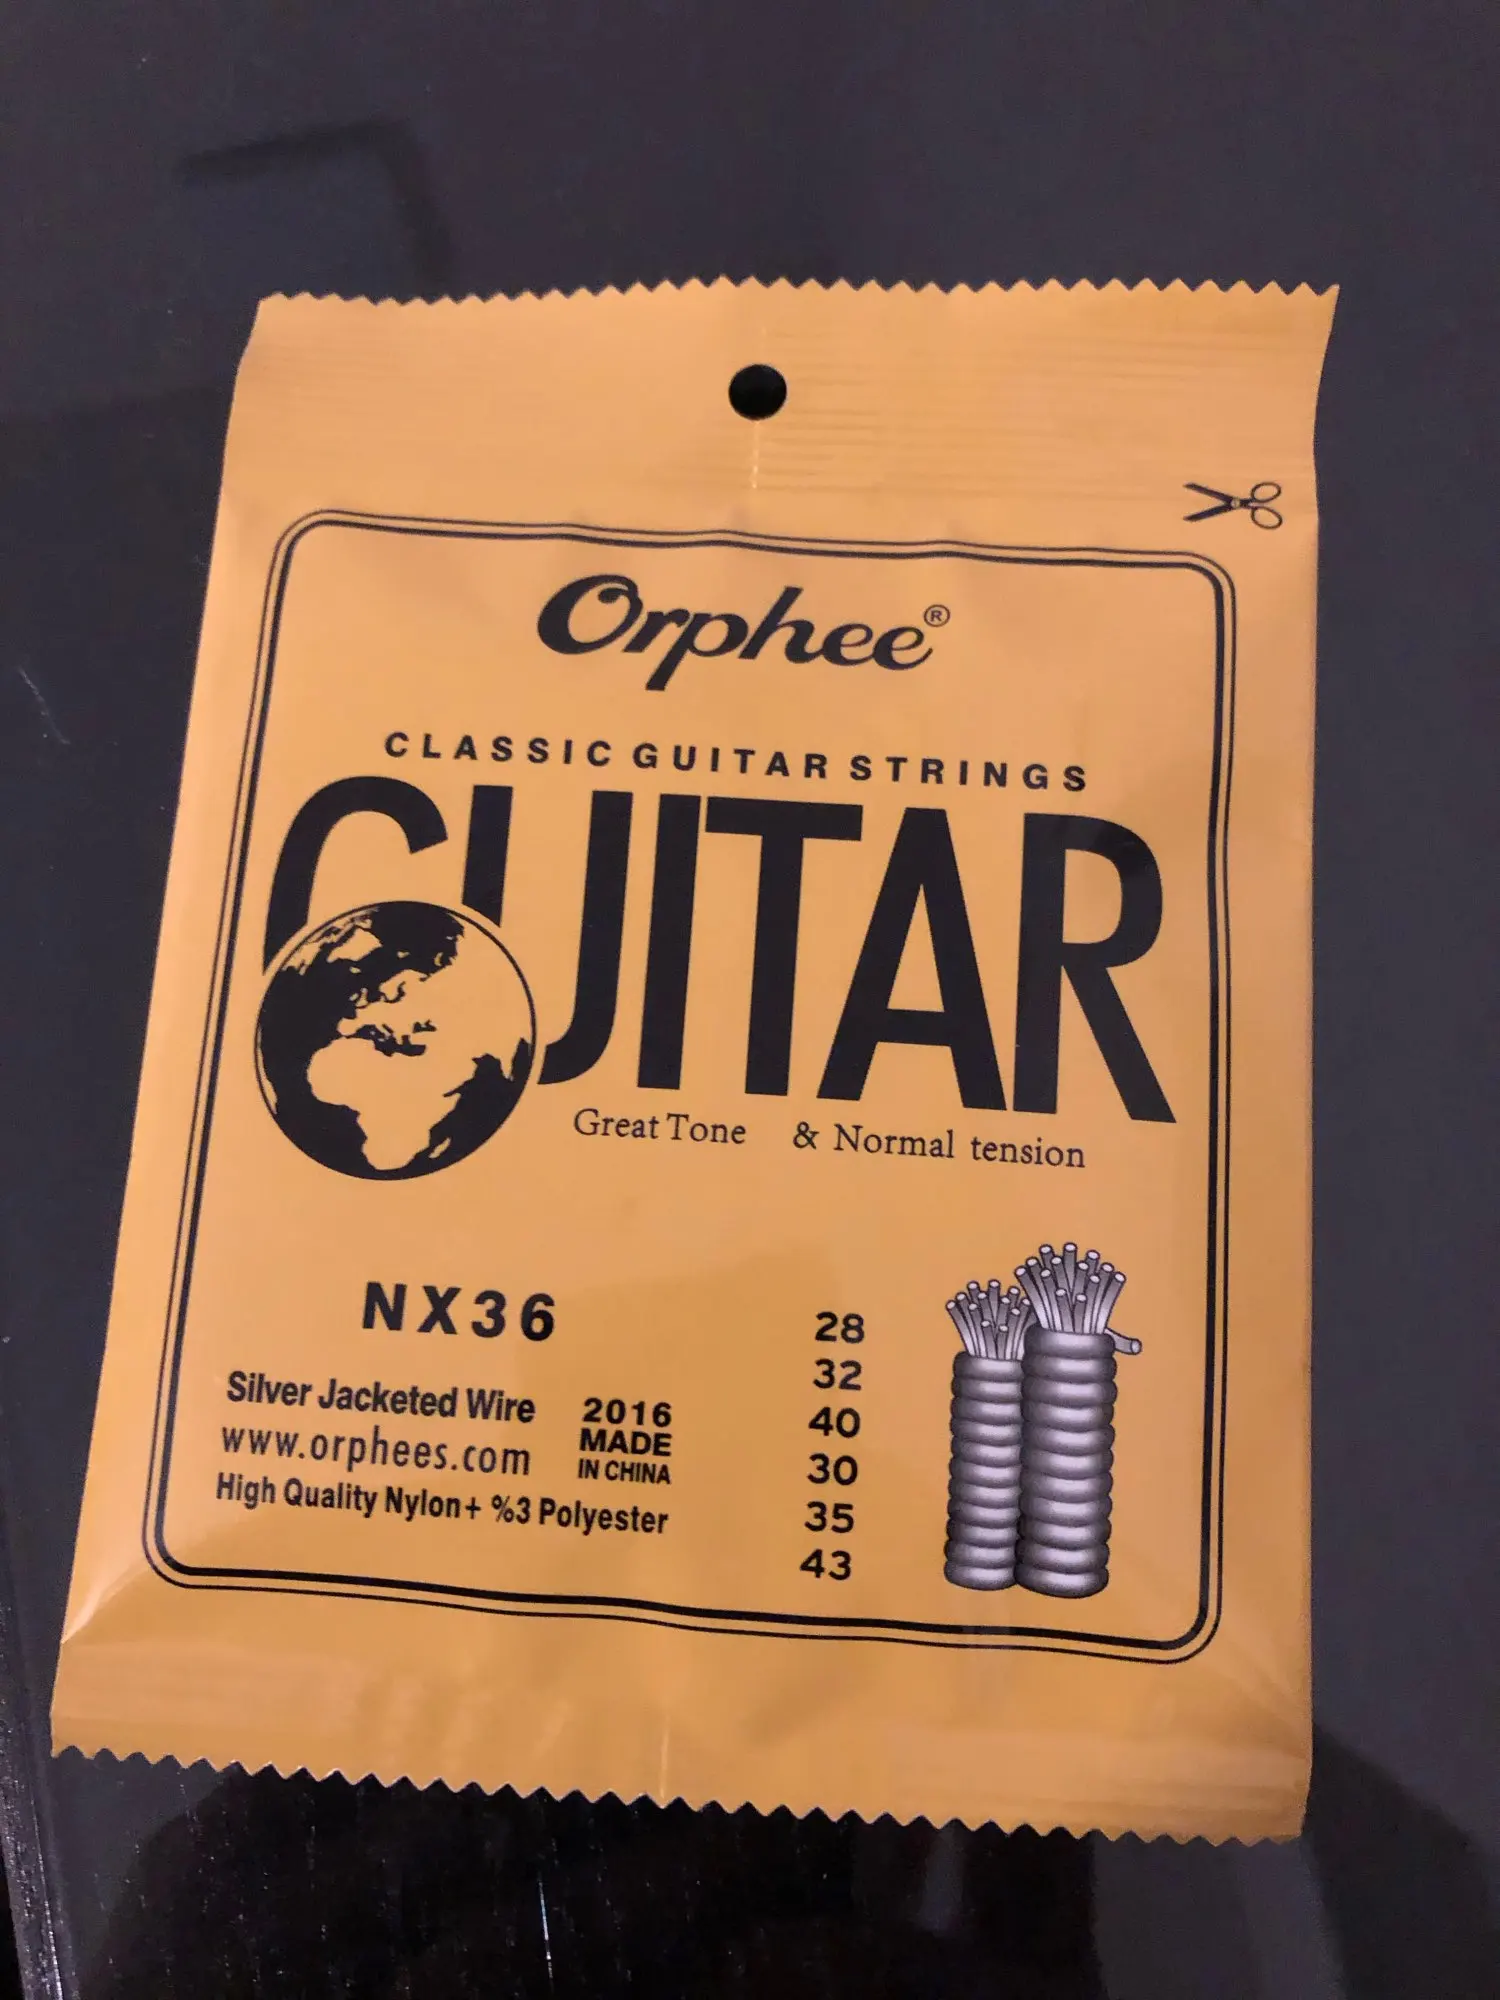 Orphee®
CLASSIC GUITAR STRINGS
GUITAR
Great Tone & Normal tension
NX36
Silver Jacketed Wire
www.orphees.com
2016
MADE
IN CHINA
High Quality Nylon+ %3 Polyester
28
32
40
30
35
43